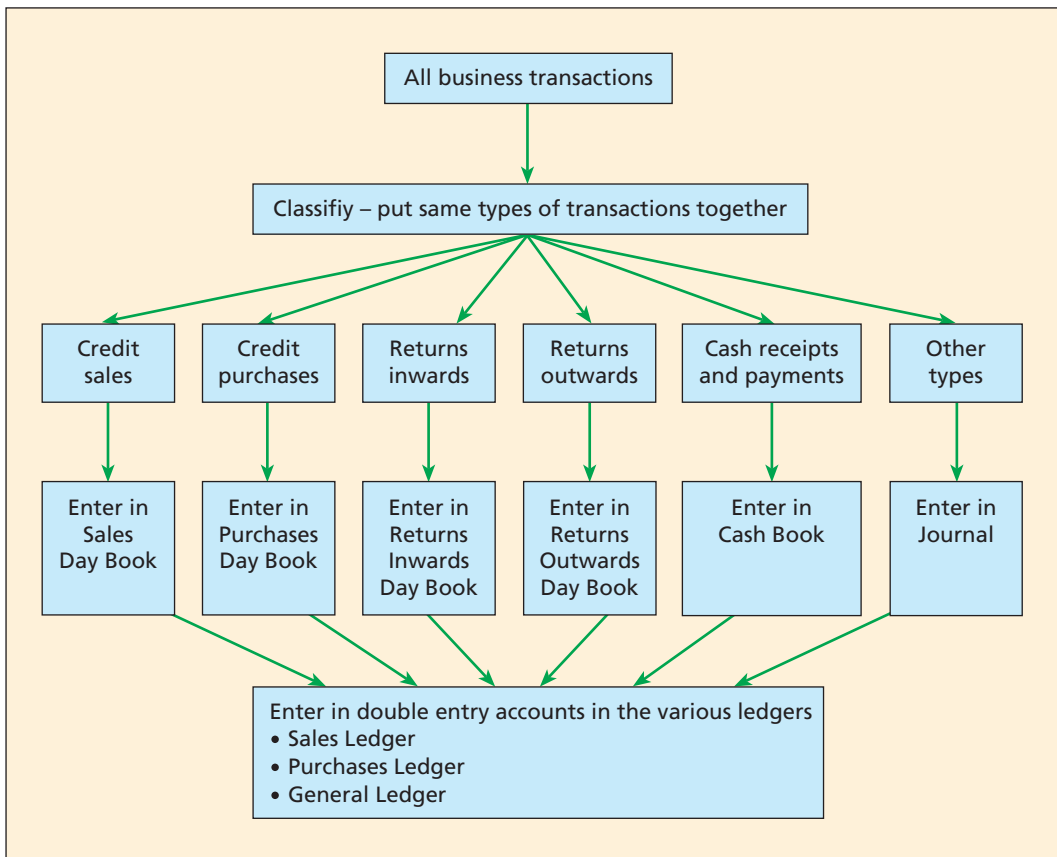 All business transactions
Classifiy – put same types of transactions together
Credit
sales
Credit
purchases
Returns
inwards
Returns
outwards
Cash receipts
and payments
Other
types
Enter in
Sales
Day Book
Enter in
Purchases
Day Book
Enter in
Returns
Inwards
Day Book
Enter in
Returns
Outwards
Day Book
Enter in
Cash Book
Enter in
Journal
Enter in double entry accounts in the various ledgers
• Sales Ledger
• Purchases Ledger
• General Ledger